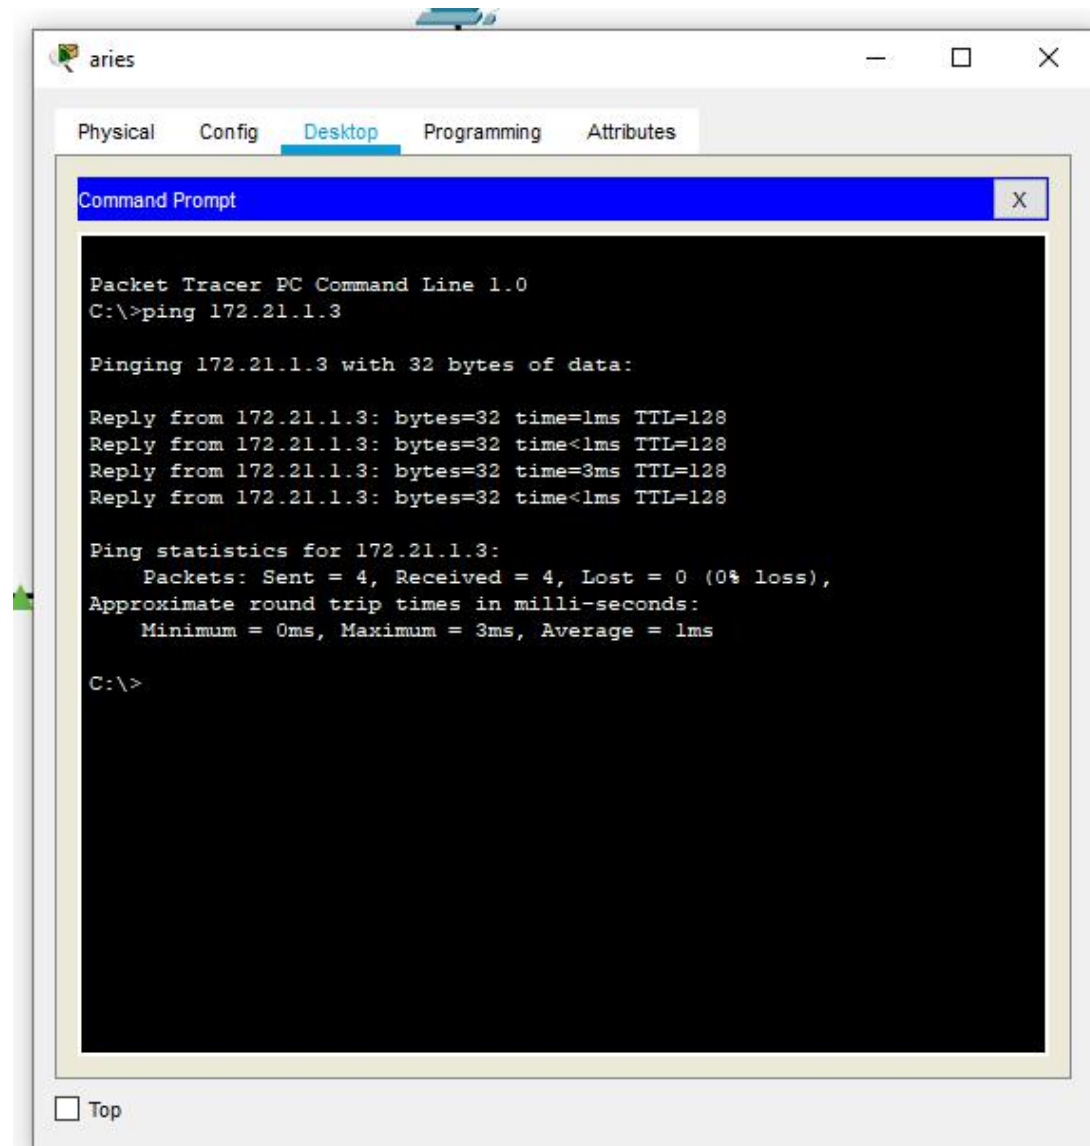 aries
Physical Config Desktop Programming Attributes
Command Prompt X
Packet Tracer PC Command Line 1.0
C:\>ping 172.21.1.3
Pinging 172.21.1.3 with 32 bytes of data:
Reply from 172.21.1.3: bytes=32 time=1ms TTL=128
Reply from 172.21.1.3: bytes=32 time<1ms TTL=128
Reply from 172.21.1.3: bytes=32 time=3ms TTL=128
Reply from 172.21.1.3: bytes=32 time<1ms TTL=128
Ping statistics for 172.21.1.3:
    Packets: Sent = 4, Received = 4, Lost = 0 (0% loss),
Approximate round trip times in milli-seconds:
    Minimum = 0ms, Maximum = 3ms, Average = 1ms
C:\>
Top